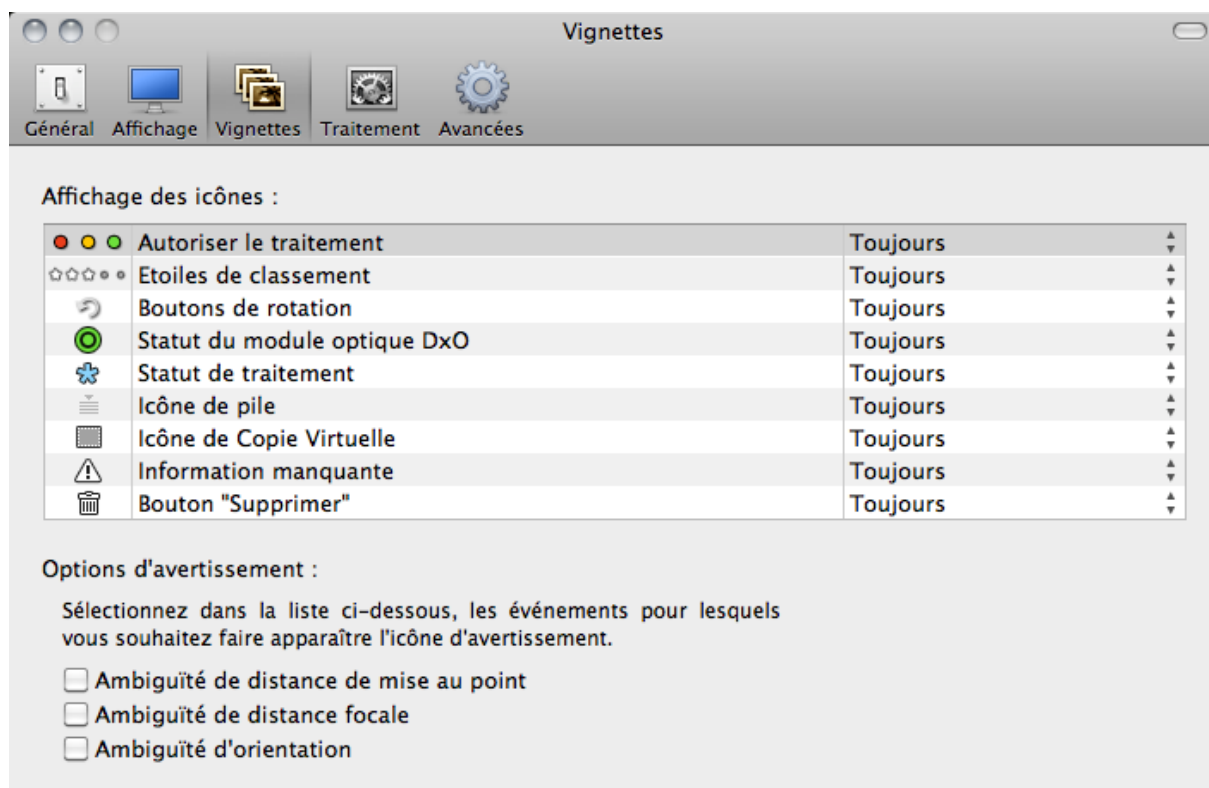 Vignettes
Général Affichage Vignettes Traitement Avancées
Affichage des icônes :
Autoriser le traitement Toujours
Etoiles de classement Toujours
Boutons de rotation Toujours
Statut du module optique DxO Toujours
Statut de traitement Toujours
Icône de pile Toujours
Icône de Copie Virtuelle Toujours
Information manquante Toujours
Bouton "Supprimer" Toujours
Options d'avertissement :
Sélectionnez dans la liste ci-dessous, les événements pour lesquels
vous souhaitez faire apparaître l'icône d'avertissement.
Ambiguïté de distance de mise au point
Ambiguïté de distance focale
Ambiguïté d'orientation